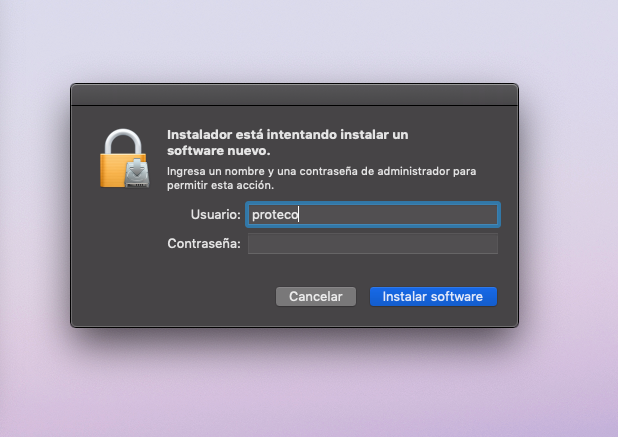 Instalador está intentando instalar un
software nuevo.
Ingresa un nombre y una contraseña de administrador para
permitir esta acción.
Usuario: proteco
Contraseña:
Cancelar Instalar software